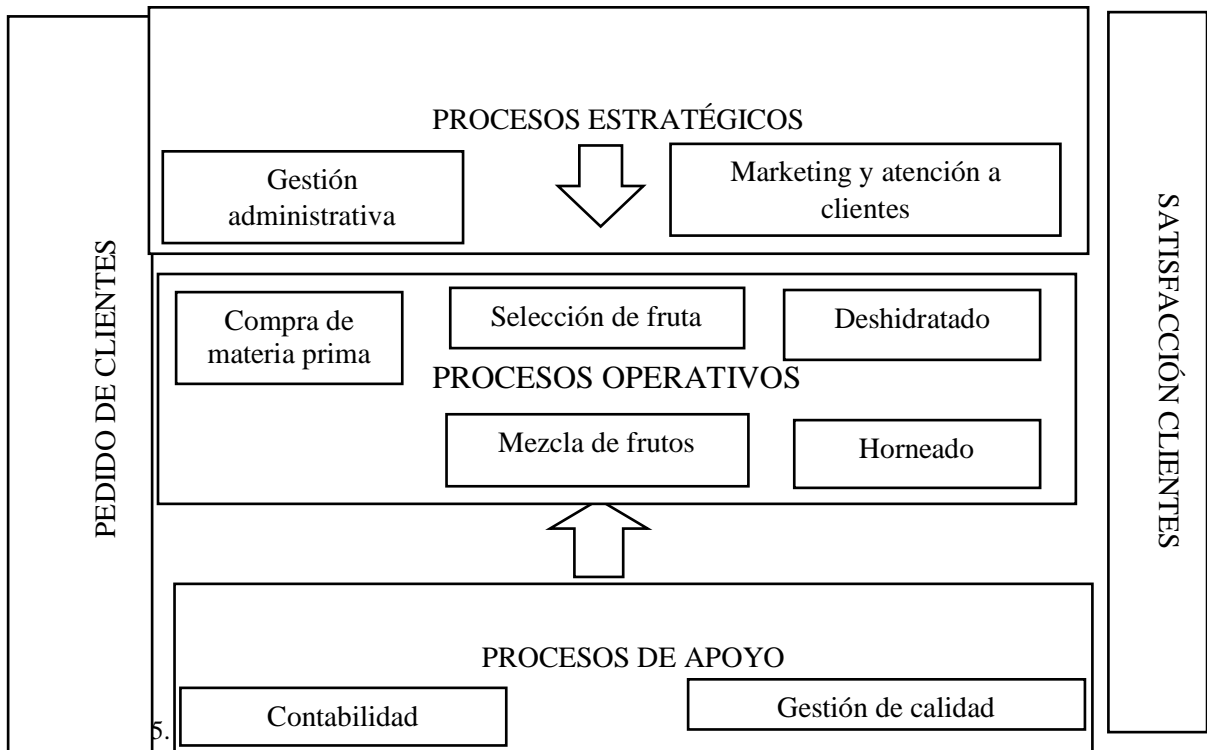 PROCESOS ESTRATÉGICOS
Gestión
administrativa
Marketing y atención a
clientes
PEDIDO DE CLIENTES
Compra de
materia prima
Selección de fruta
Deshidratado
PROCESOS OPERATIVOS
Mezcla de frutos
Horneado
SATISFACCIÓN CLIENTES
PROCESOS DE APOYO
Contabilidad
Gestión de calidad
5.